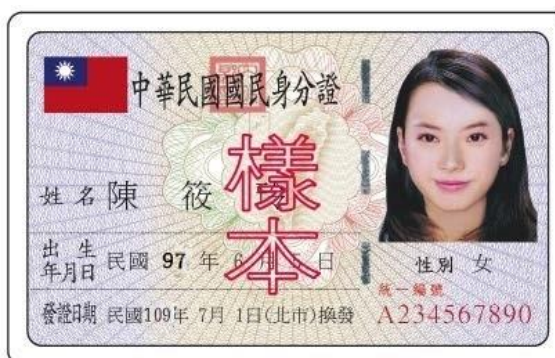 中華民國國民身分證
樣本
姓名 陳 筱
出生年月日 民國 97 年 6 月 日
性別 女
統一編號
發證日期 民國109年 7月 1日(北市)換發
A234567890